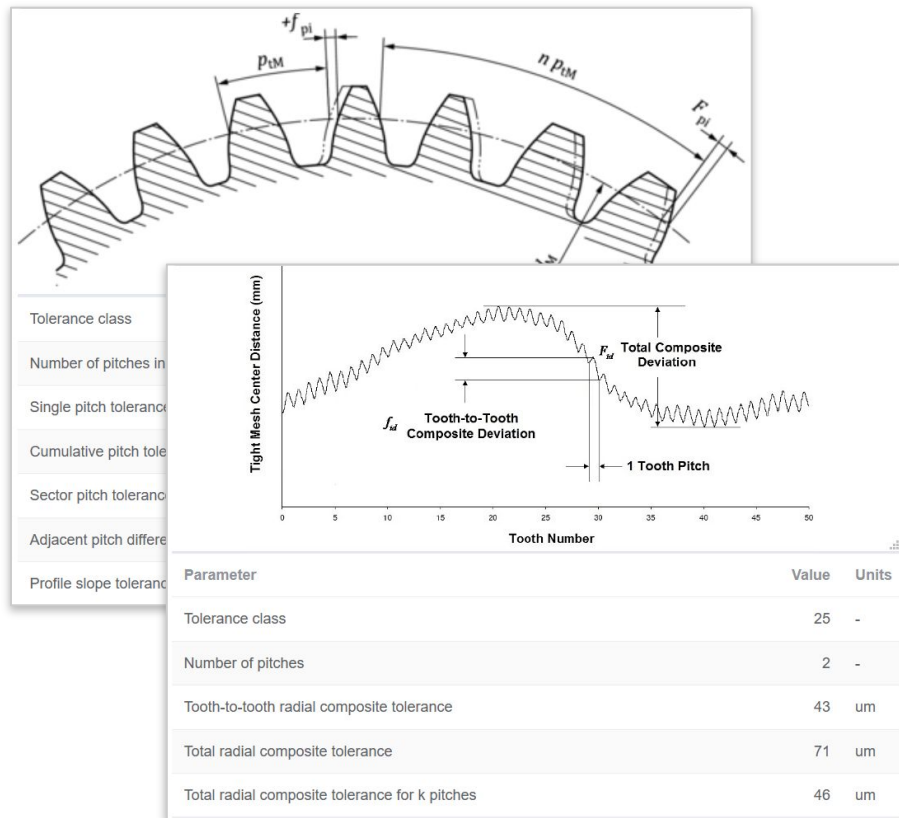 +f pi
p tM
n p tM
F pi
Tolerance class
Number of pitches in
Single pitch tolerance
Cumulative pitch tole
Sector pitch toleranc
Adjacent pitch differe
Profile slope toleranc
Tight Mesh Center Distance (mm)
F id Total Composite
Deviation
f id Tooth-to-Tooth
Composite Deviation
1 Tooth Pitch
0 5 10 15 20 25 30 35 40 45 50
Tooth Number
Parameter Value Units
Tolerance class 25 -
Number of pitches 2 -
Tooth-to-tooth radial composite tolerance 43 um
Total radial composite tolerance 71 um
Total radial composite tolerance for k pitches 46 um